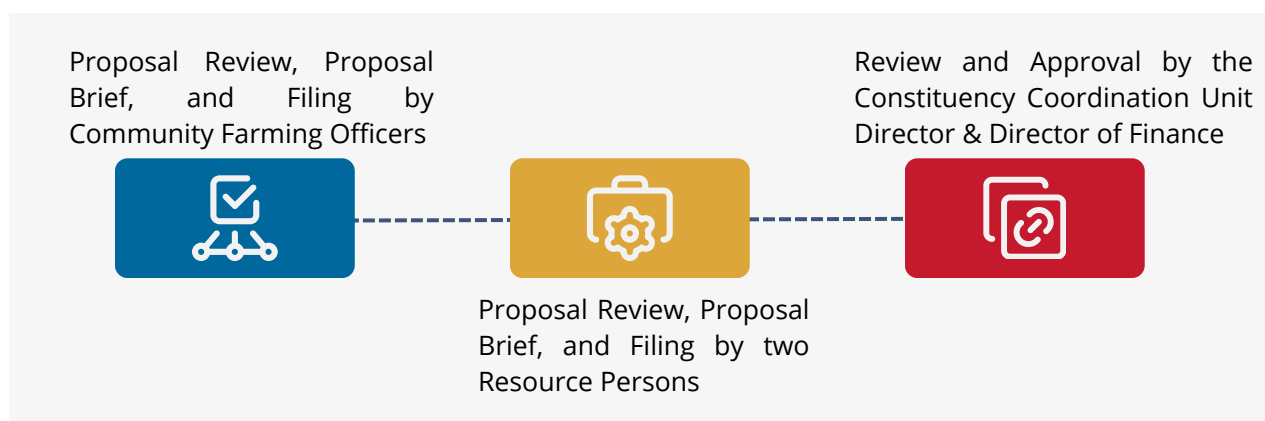 Proposal Review, Proposal
Brief, and Filing by
Community Farming Officers
Proposal Review, Proposal
Brief, and Filing by two
Resource Persons
Review and Approval by the
Constituency Coordination Unit
Director & Director of Finance